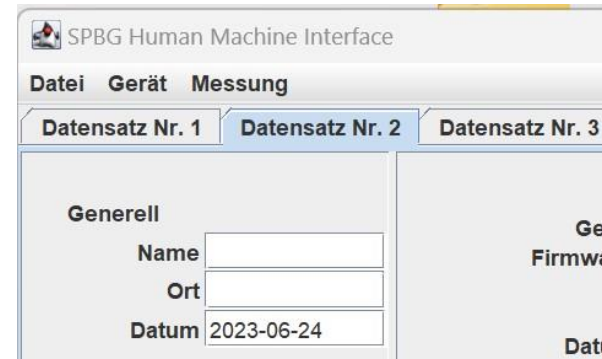 SPBG Human Machine Interface
Datei Gerät Messung
Datensatz Nr. 1 Datensatz Nr. 2 Datensatz Nr. 3
Generell
Name
Ort
Datum 2023-06-24